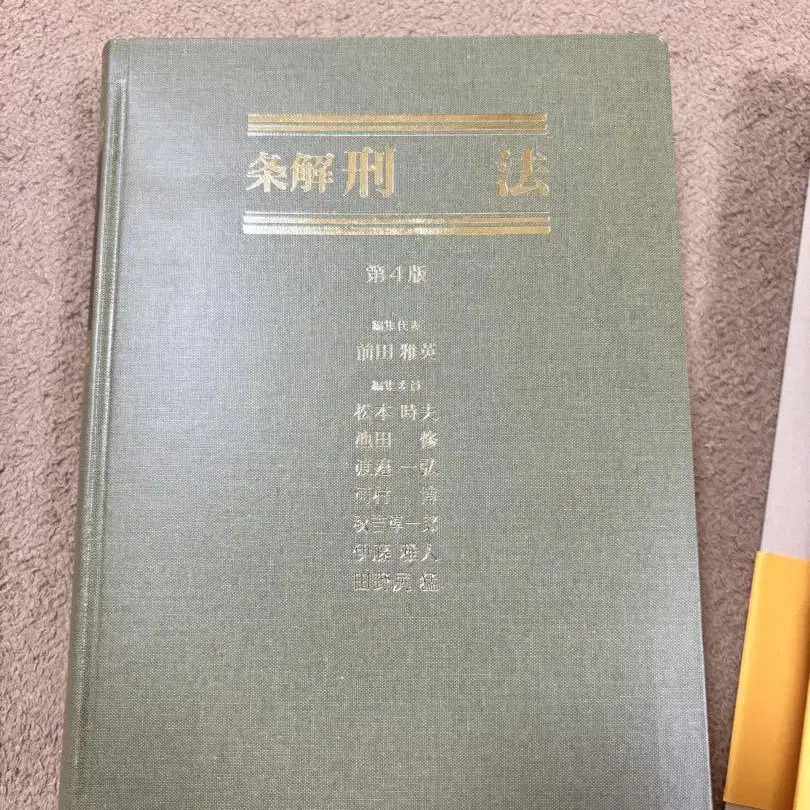 条解刑法
第4版
編集代表
前田雅英
編集委員
松本時夫
池田 修
渡邉一弘
河村 博
秋吉淳一郎
伊藤雅人
田野尻 猛